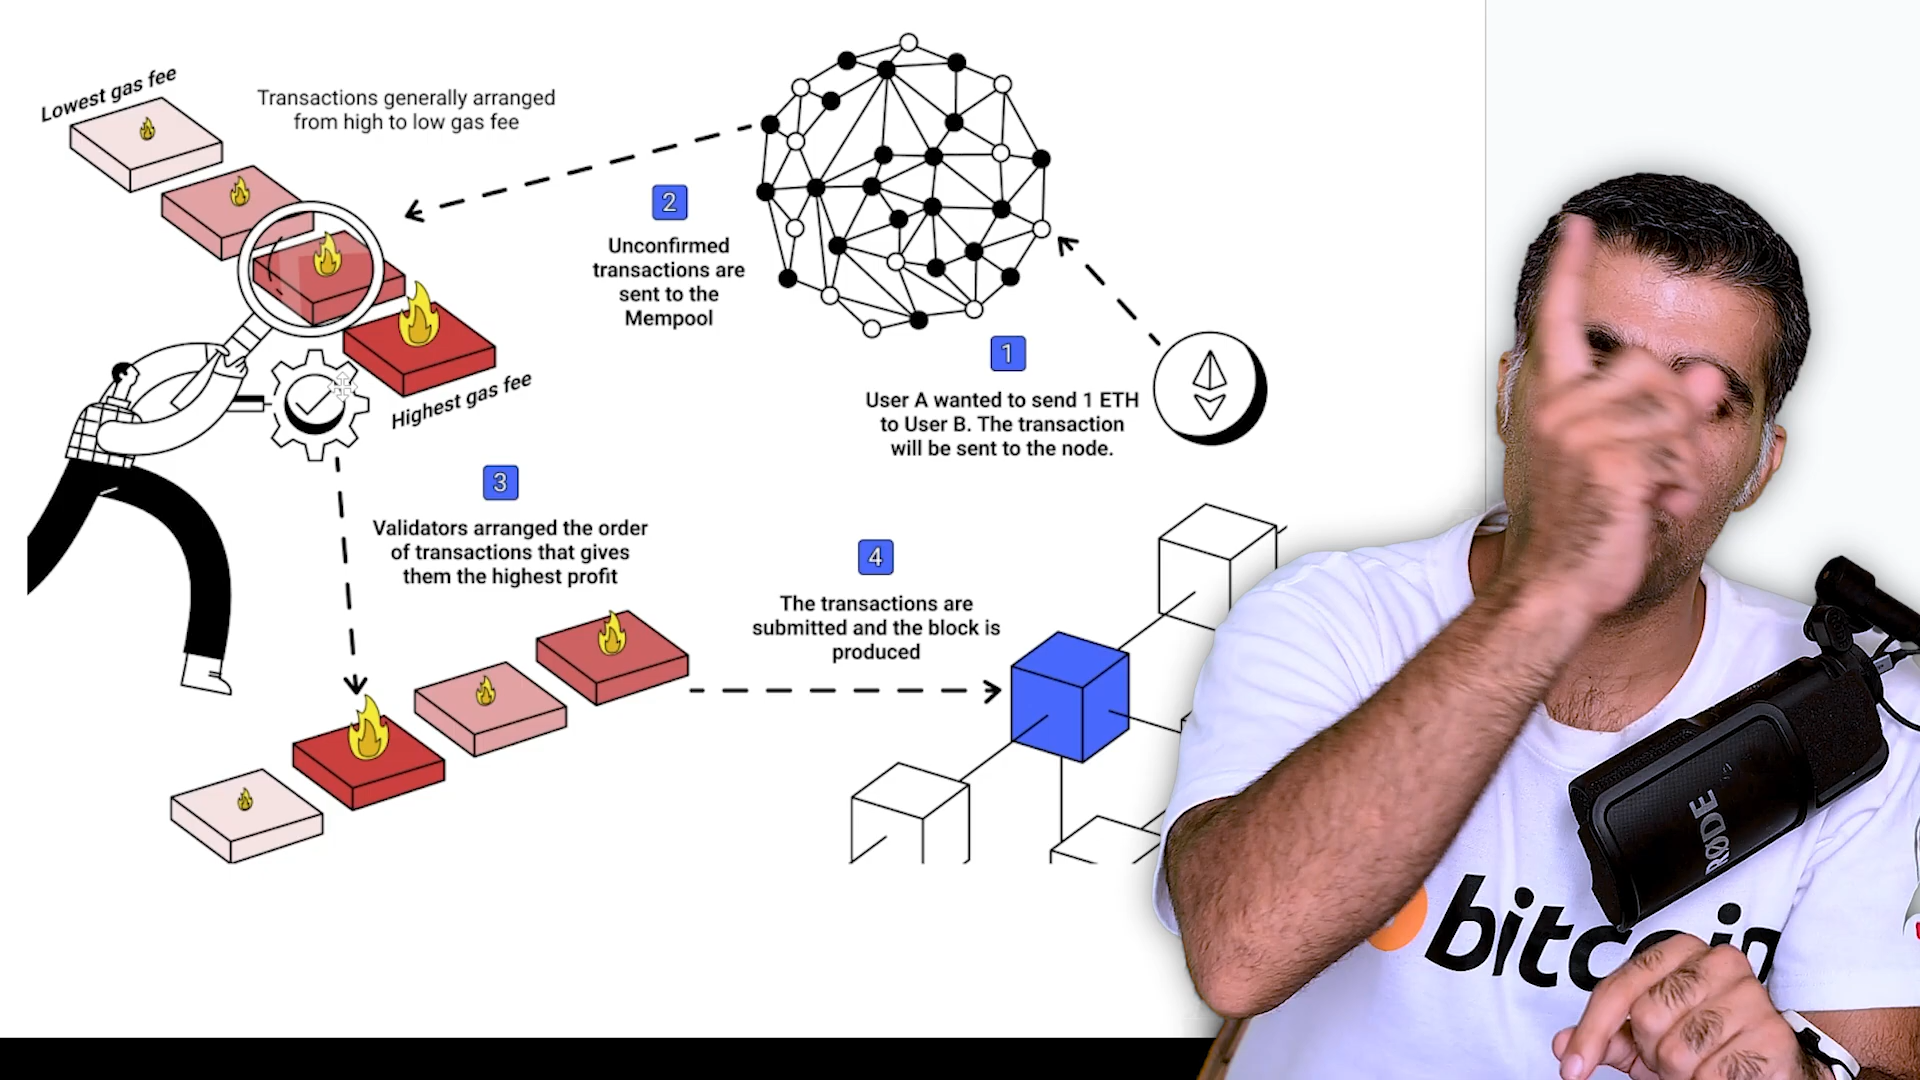 Lowest gas fee
Transactions generally arranged
from high to low gas fee
2
Unconfirmed
transactions are
sent to the
Mempool
1
User A wanted to send 1 ETH
to User B. The transaction
will be sent to the node.
Highest gas fee
3
Validators arranged the order
of transactions that gives
them the highest profit
4
The transactions are
submitted and the block is
produced
RØDE
bitcoin